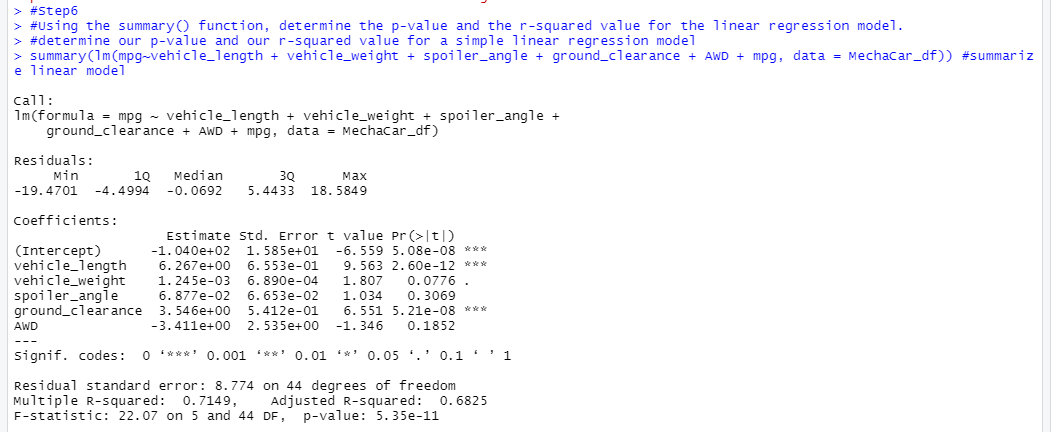 > #Step6
> #Using the summary() function, determine the p-value and the r-squared value for the linear regression model.
> #determine our p-value and our r-squared value for a simple linear regression model
> summary(lm(mpg~vehicle_length + vehicle_weight + spoiler_angle + ground_clearance + AWD + mpg, data = MechaCar_df)) #summariz
e linear model
Call:
lm(formula = mpg ~ vehicle_length + vehicle_weight + spoiler_angle +
    ground_clearance + AWD + mpg, data = MechaCar_df)
Residuals:
     Min       1Q   Median       3Q      Max
-19.4701  -4.4994  -0.0692   5.4433  18.5849
Coefficients:
                   Estimate Std. Error t value Pr(>|t|)
(Intercept)      -1.040e+02  1.585e+01  -6.559 5.08e-08 ***
vehicle_length    6.267e+00  6.553e-01   9.563 2.60e-12 ***
vehicle_weight    1.245e-03  6.890e-04   1.807   0.0776 .
spoiler_angle     6.877e-02  6.653e-02   1.034   0.3069
ground_clearance  3.546e+00  5.412e-01   6.551 5.21e-08 ***
AWD              -3.411e+00  2.535e+00  -1.346   0.1852
---
Signif. codes:  0 ‘***’ 0.001 ‘**’ 0.01 ‘*’ 0.05 ‘.’ 0.1 ‘ ’ 1
Residual standard error: 8.774 on 44 degrees of freedom
Multiple R-squared:  0.7149,    Adjusted R-squared:  0.6825
F-statistic: 22.07 on 5 and 44 DF,  p-value: 5.35e-11